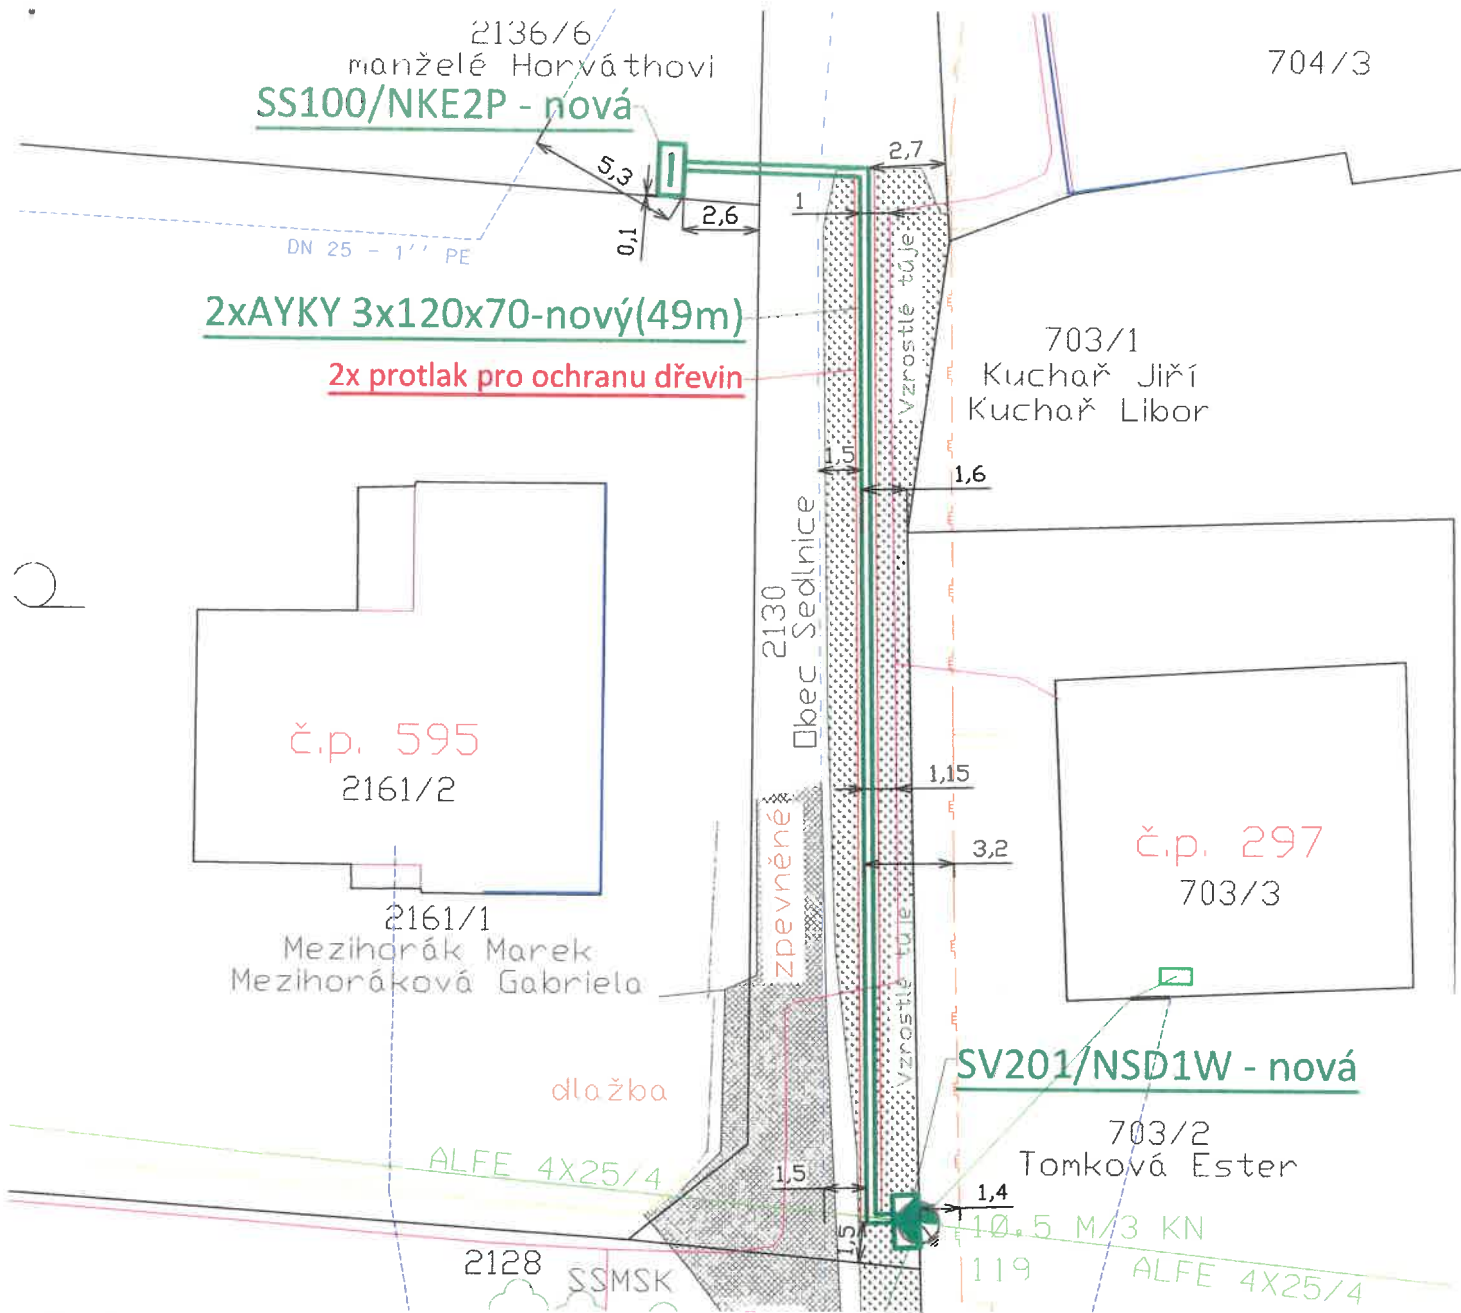 2136/6
manželé Horváthovi
704/3
SS100/NKE2P - nová
2,7
5,3
1
2,6
0,1
DN 25 - 1'' PE
2xAYKY 3x120x70-nový(49m)
Vzrostlé túje
703/1
Kuchař Jiří
Kuchař Libor
2x protlak pro ochranu dřevin
1,5
1,6
2130
Obec Sedlnice
č.p. 595
2161/2
1,15
zpevněné
3,2
č.p. 297
703/3
2161/1
Mezihorák Marek
Mezihoráková Gabriela
Vzrostlé túje
SV201/NSD1W - nová
dlažba
703/2
Tomková Ester
ALFE 4X25/4
1,5
1,4
1,5
10.5 M/3 KN
119
ALFE 4X25/4
2128
SSMSK